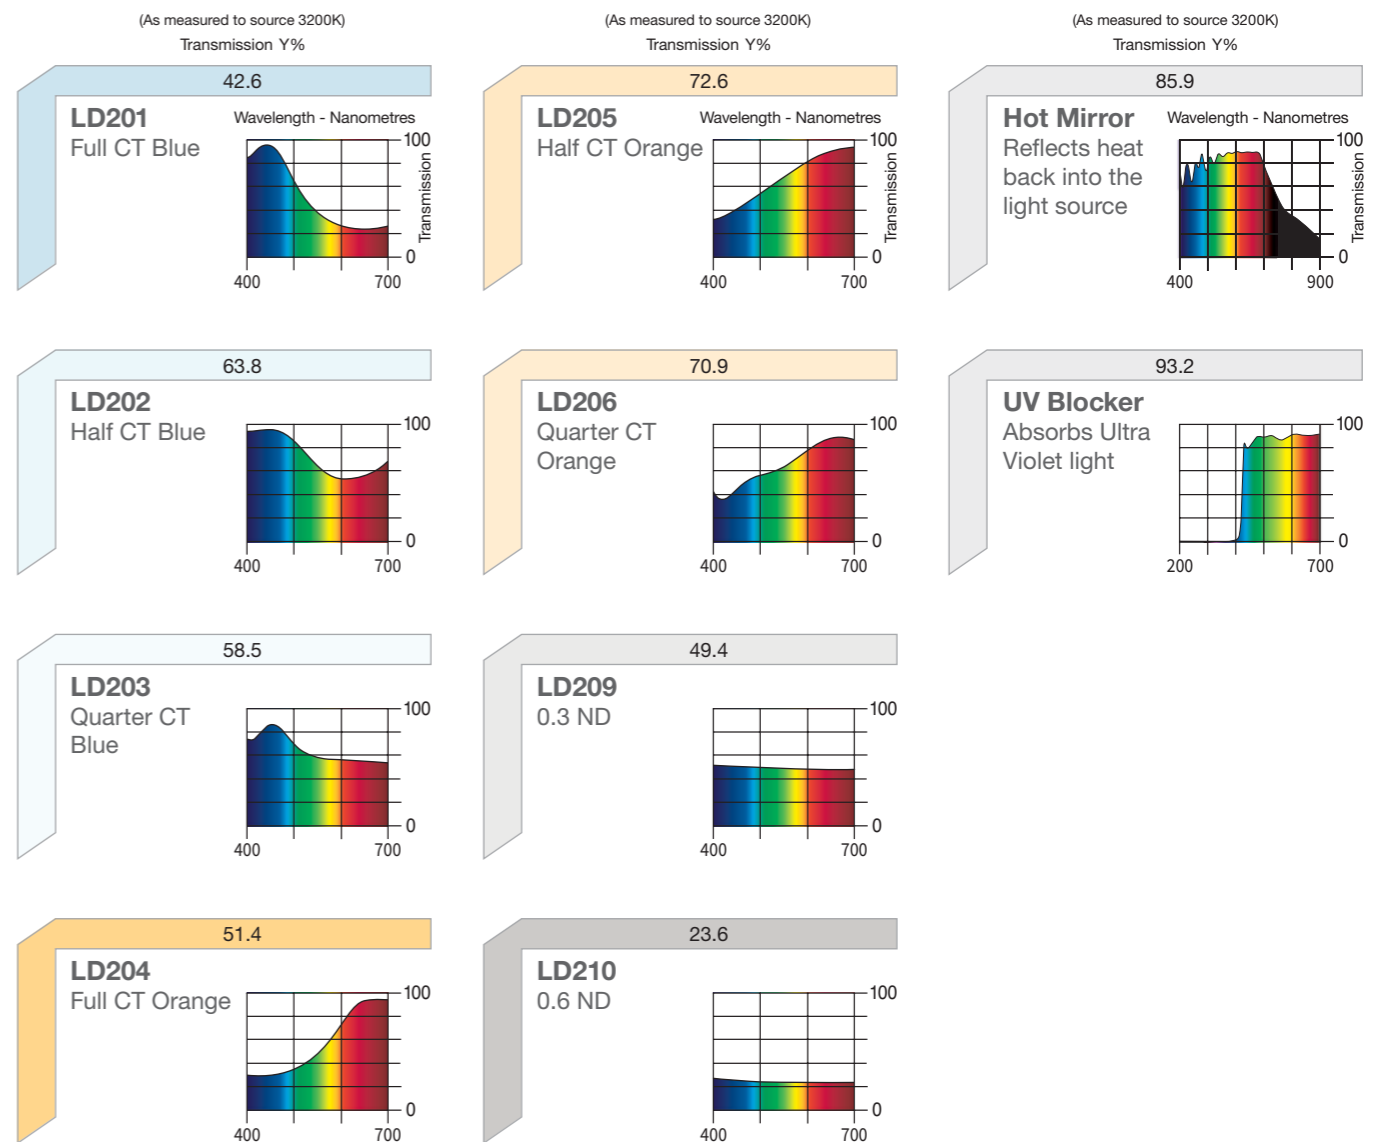 (As measured to source 3200K)
Transmission Y%
42.6
LD201
Full CT Blue
Wavelength - Nanometres
100
Transmission
0
400
700
63.8
LD202
Half CT Blue
100
0
400
700
58.5
LD203
Quarter CT
Blue
100
0
400
700
51.4
LD204
Full CT Orange
100
0
400
700
(As measured to source 3200K)
Transmission Y%
72.6
LD205
Half CT Orange
Wavelength - Nanometres
100
Transmission
0
400
700
70.9
LD206
Quarter CT
Orange
100
0
400
700
49.4
LD209
0.3 ND
100
0
400
700
23.6
LD210
0.6 ND
100
0
400
700
(As measured to source 3200K)
Transmission Y%
85.9
Hot Mirror
Reflects heat
back into the
light source
Wavelength - Nanometres
100
Transmission
0
400
900
93.2
UV Blocker
Absorbs Ultra
Violet light
100
0
200
700